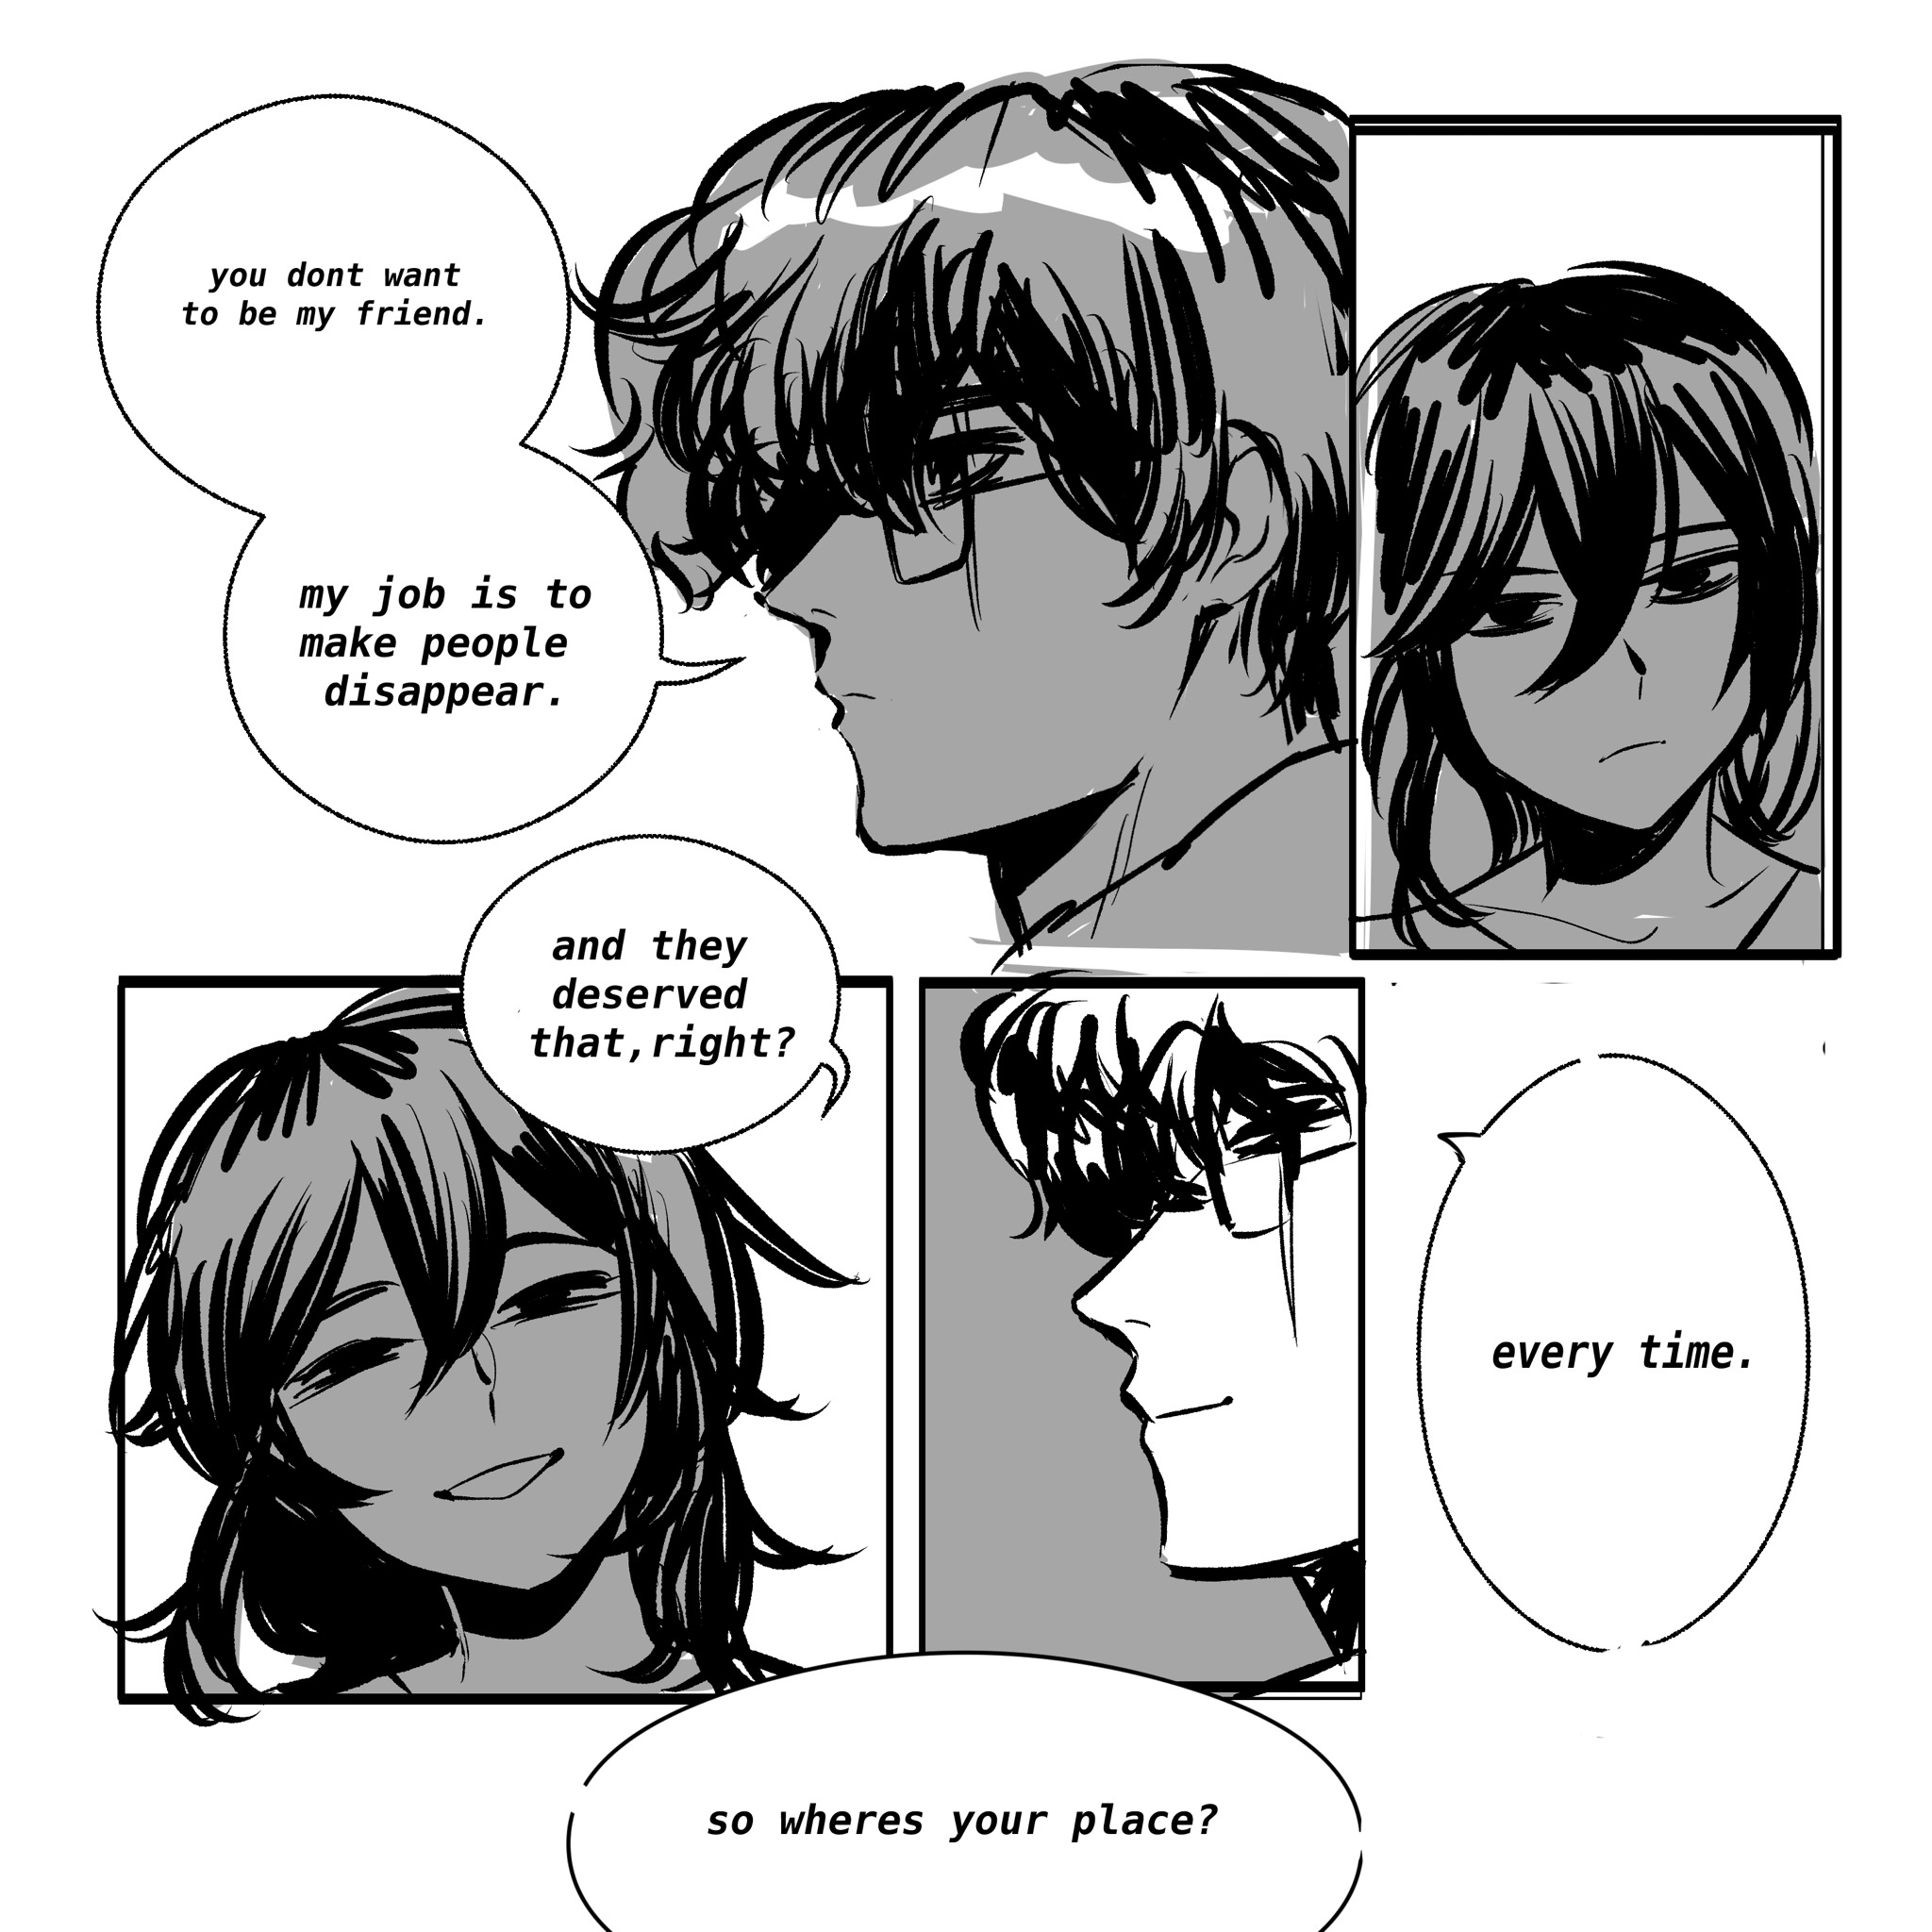 you dont want
to be my friend.
my job is to
make people
disappear.
and they
deserved
that,right?
every time.
so wheres your place?